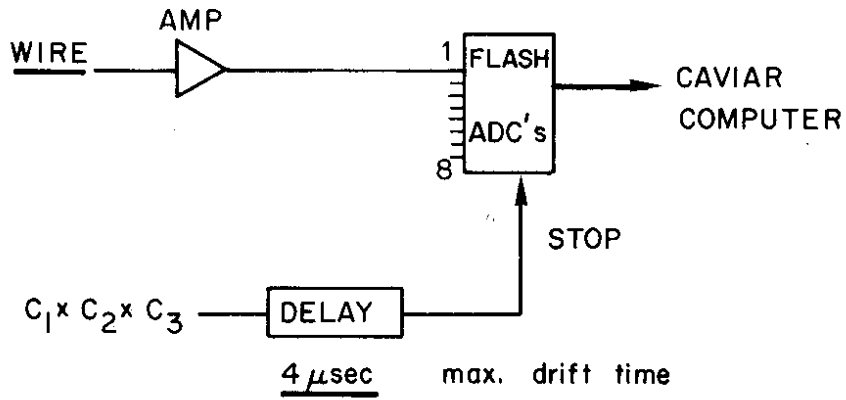 AMP
WIRE
1
FLASH
ADC's
8
CAVIAR
COMPUTER
STOP
C₁ x C₂ x C₃
DELAY
4 μsec max. drift time